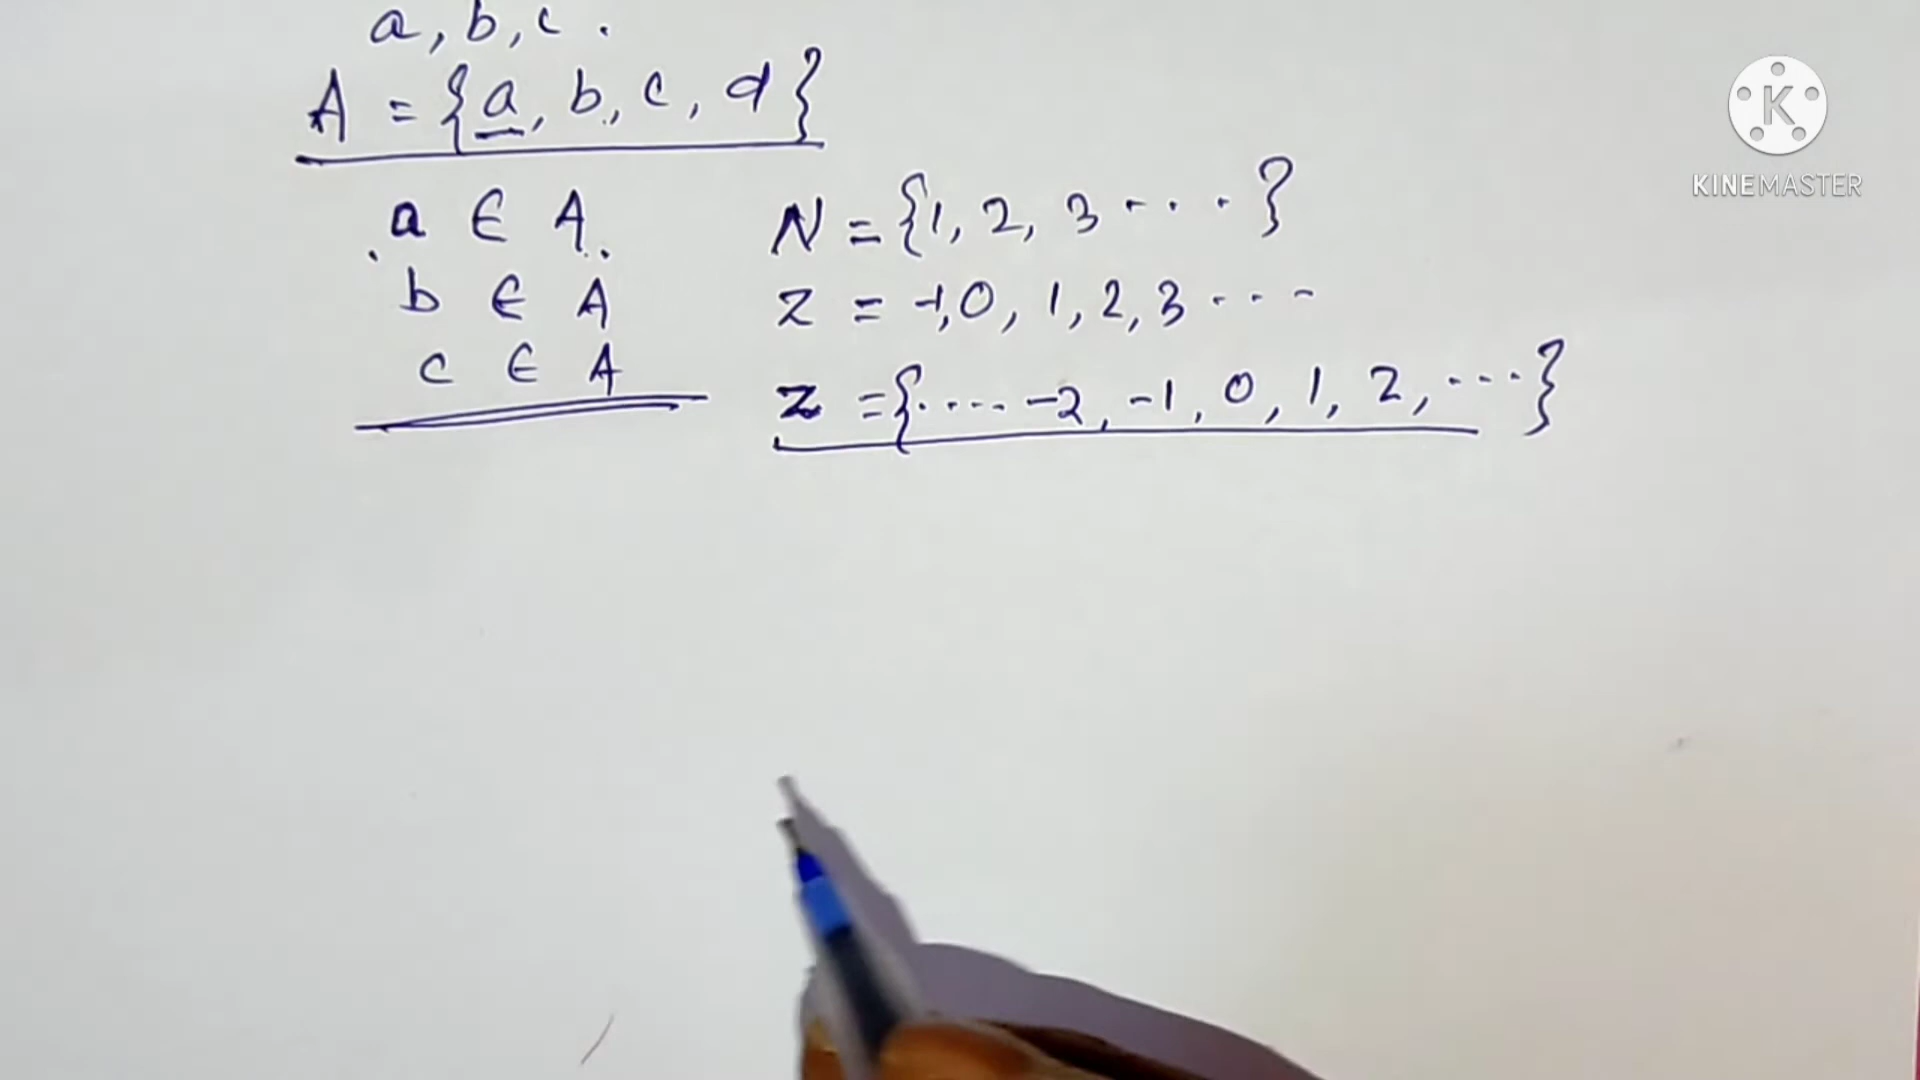 a, b, c .
A = {a, b, c, d}
a ∈ A.
b ∈ A
c ∈ A
N = {1, 2, 3 ....}
Z = -1, 0, 1, 2, 3 ...
Z = {.... -2, -1, 0, 1, 2, ...}
K
KINEMASTER